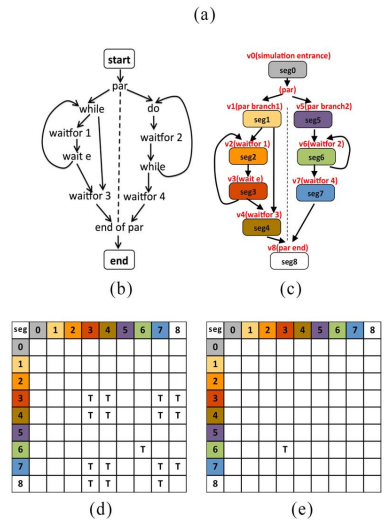 (a)
start
par
while
do
waitfor 1
waitfor 2
wait e
while
waitfor 3
waitfor 4
end of par
end
(b)
v0(simulation entrance)
seg0
(par)
v1(par branch1)
v5(par branch2)
seg1
seg5
v2(waitfor 1)
v6(waitfor 2)
seg2
seg6
v3(wait e)
v7(waitfor 4)
seg3
seg7
v4(waitfor 3)
seg4
v8(par end)
seg8
(c)
seg 0 1 2 3 4 5 6 7 8
0
1
2
3 T T T T
4 T T T T
5
6 T
7 T T T T
8 T T T
(d)
seg 0 1 2 3 4 5 6 7 8
0
1
2
3
4
5
6 T
7
8
(e)